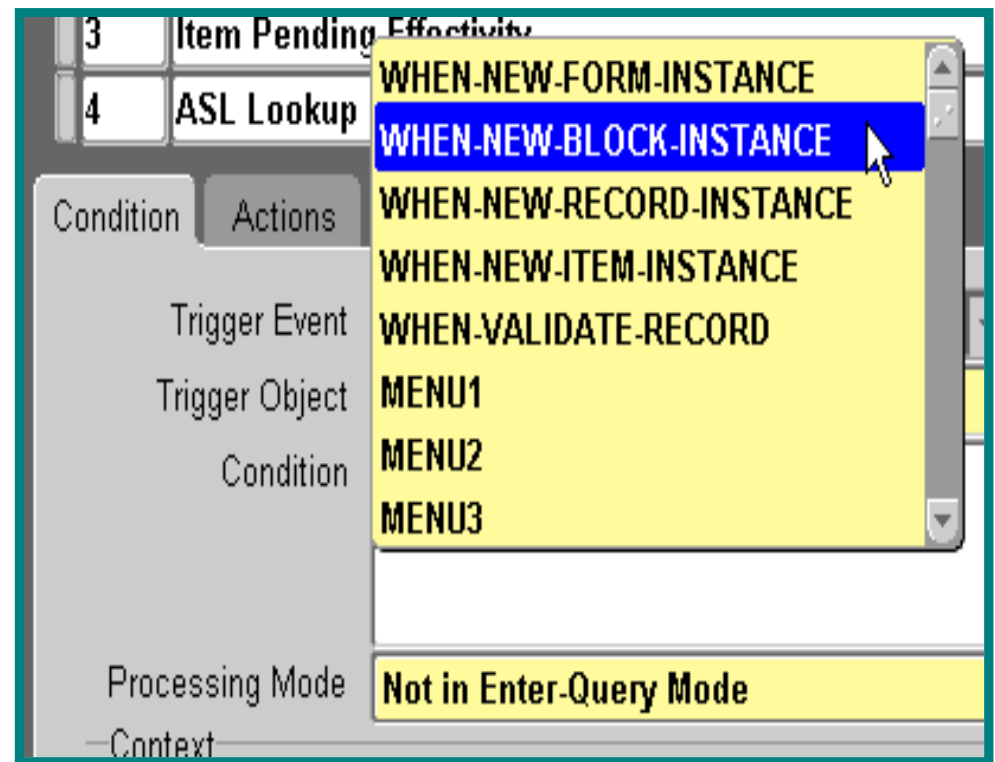 3 Item Pending Effectivity
4 ASL Lookup
WHEN-NEW-FORM-INSTANCE
WHEN-NEW-BLOCK-INSTANCE
WHEN-NEW-RECORD-INSTANCE
WHEN-NEW-ITEM-INSTANCE
WHEN-VALIDATE-RECORD
MENU1
MENU2
MENU3
Condition Actions
Trigger Event
Trigger Object
Condition
Processing Mode Not in Enter-Query Mode
Context